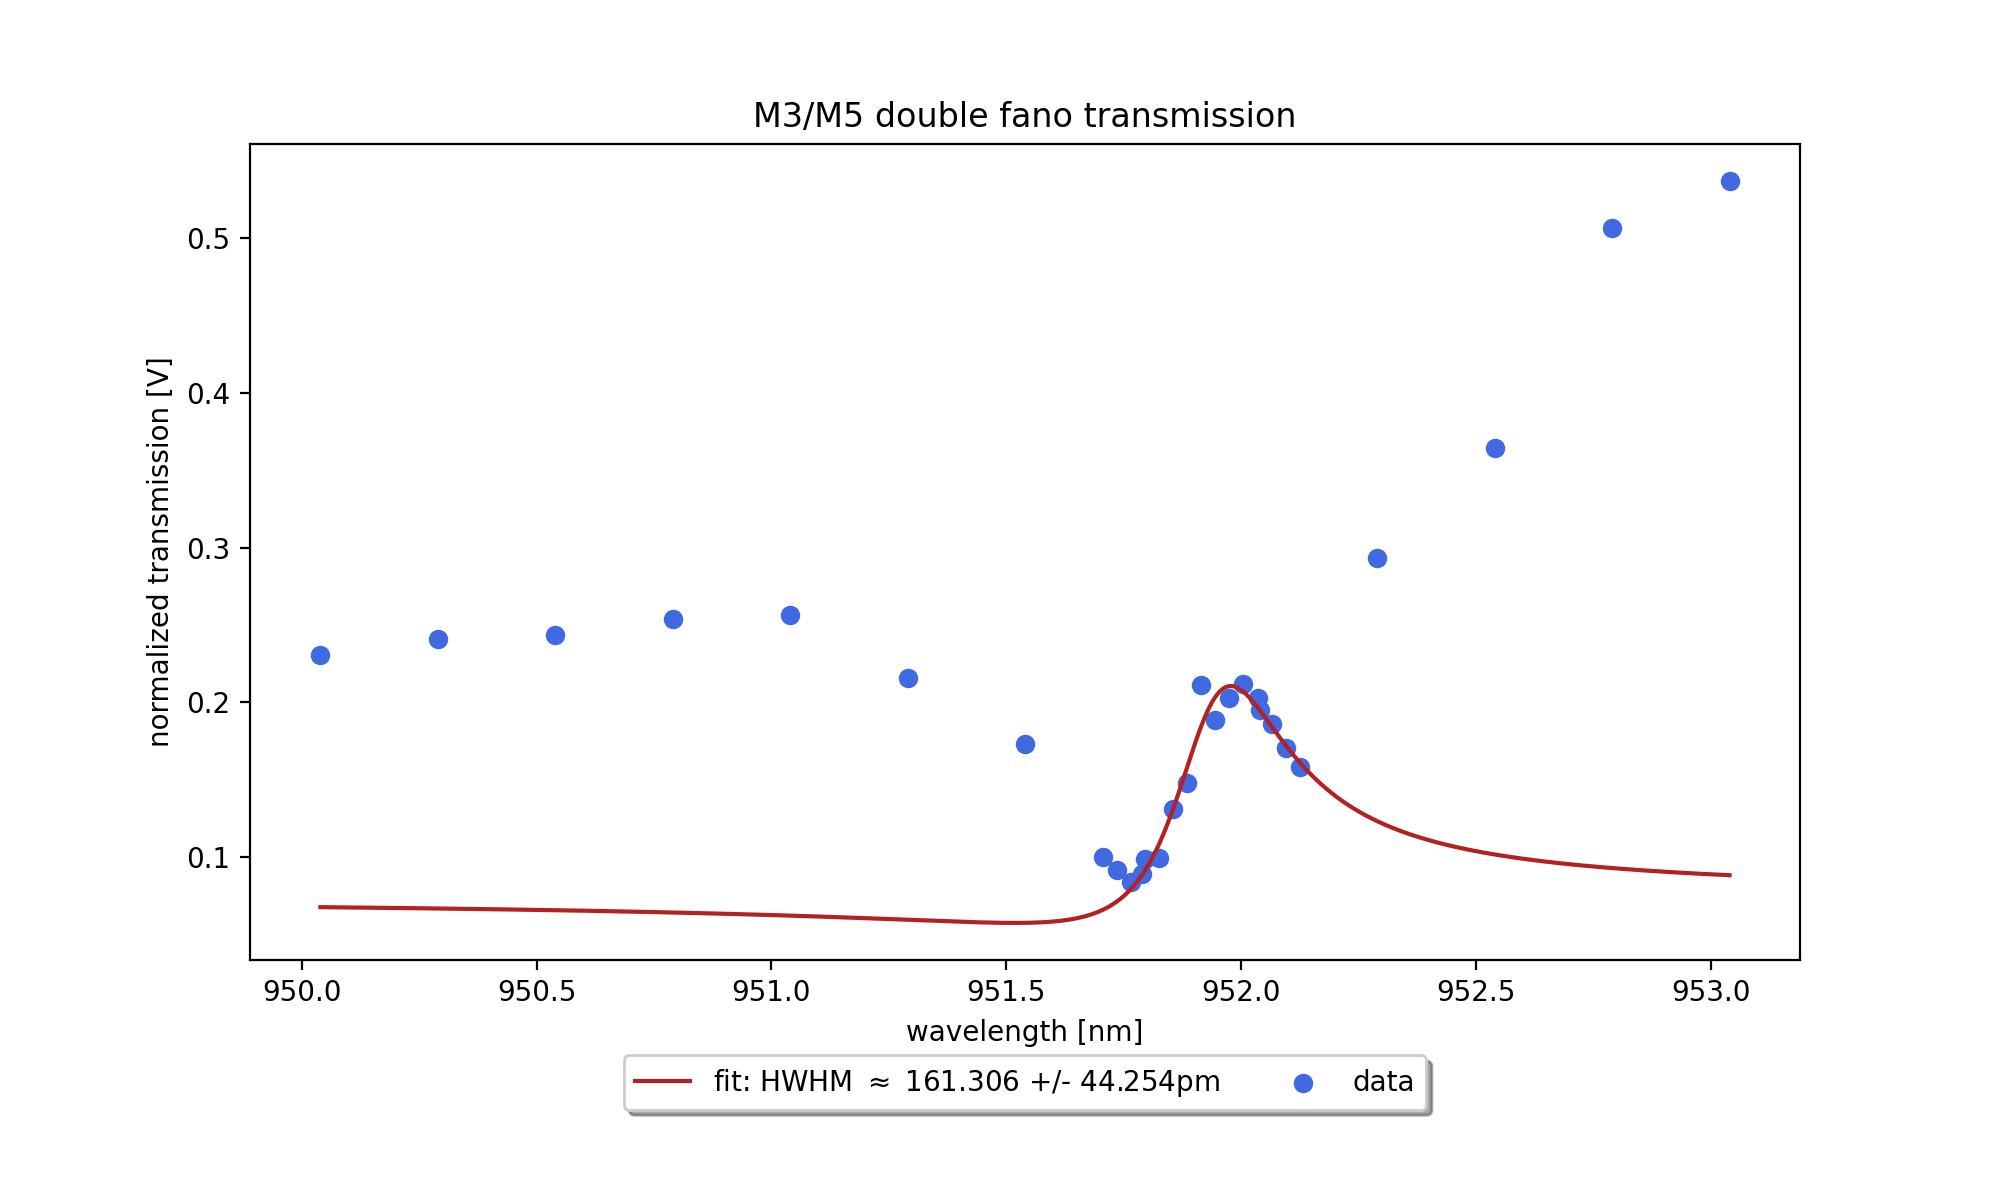 M3/M5 double fano transmission
normalized transmission [V]
0.5
0.4
0.3
0.2
0.1
950.0 950.5 951.0 951.5 952.0 952.5 953.0
wavelength [nm]
fit: HWHM ≈ 161.306 +/- 44.254pm data